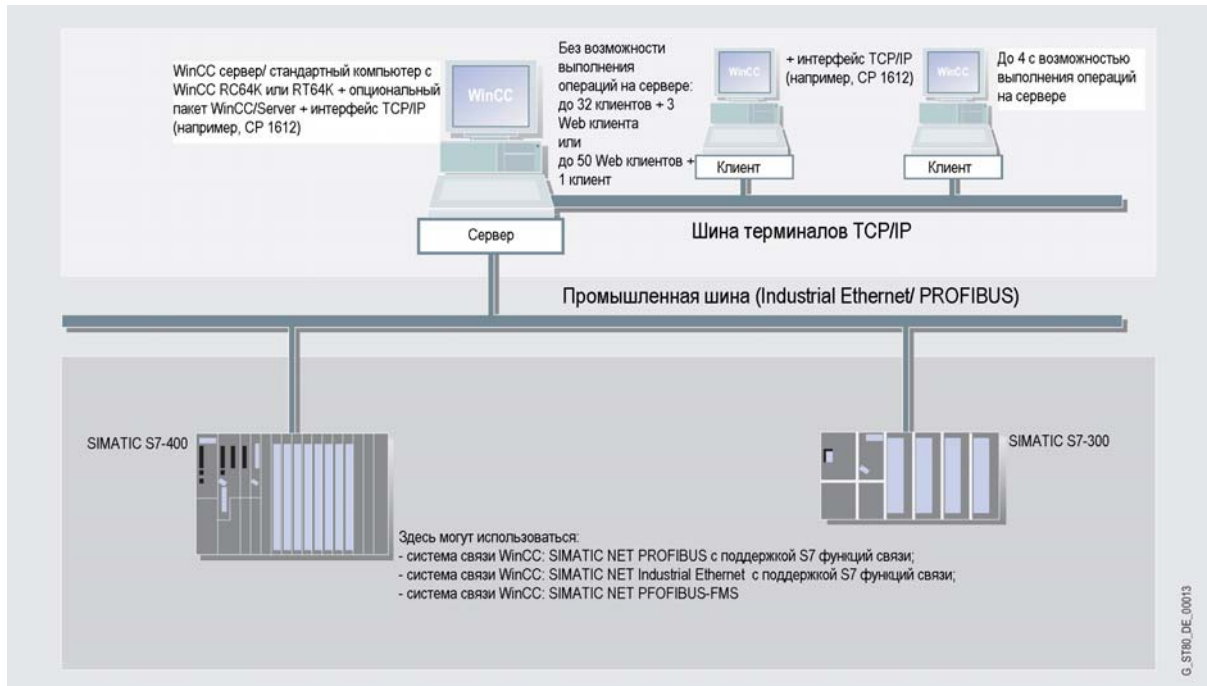 WinCC сервер/ стандартный компьютер с
WinCC RC64K или RT64K + опциональный
пакет WinCC/Server + интерфейс TCP/IP
(например, CP 1612)
WinCC
Без возможности
выполнения
операций на сервере:
до 32 клиентов + 3
Web клиента
или
до 50 Web клиентов +
1 клиент
WinCC
+ интерфейс TCP/IP
(например, CP 1612)
WinCC
До 4 с возможностью
выполнения операций
на сервере
Клиент
Клиент
Сервер
Шина терминалов TCP/IP
Промышленная шина (Industrial Ethernet/ PROFIBUS)
SIMATIC S7-400
SIMATIC S7-300
Здесь могут использоваться:
- система связи WinCC: SIMATIC NET PROFIBUS с поддержкой S7 функций связи;
- система связи WinCC: SIMATIC NET Industrial Ethernet с поддержкой S7 функций связи;
- система связи WinCC: SIMATIC NET PFOFIBUS-FMS
G_ST80_DE_00013